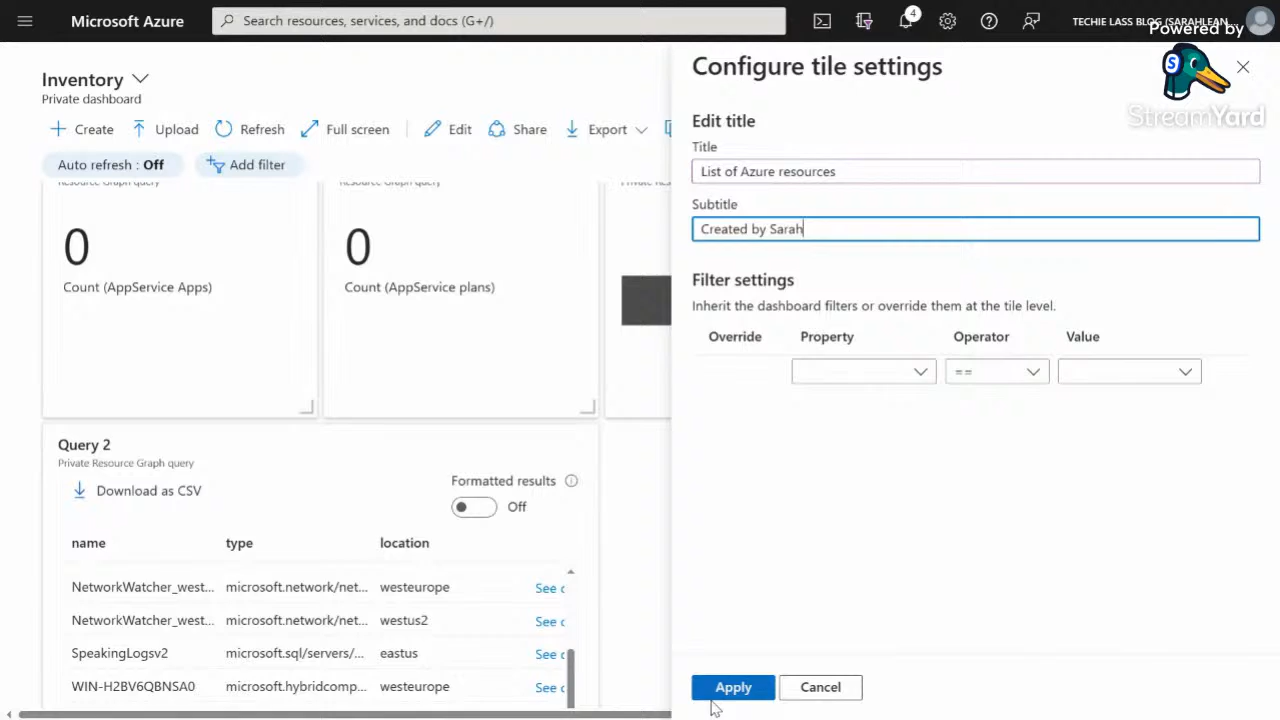 Microsoft Azure
Search resources, services, and docs (G+/)
4
TECHIE LASS BLOG (SARAHLEAN...
Powered by
StreamYard
Inventory
Private dashboard
Create
Upload
Refresh
Full screen
Edit
Share
Export
Auto refresh : Off
Add filter
Resource Graph query
Resource Graph query
Private Res
0
Count (AppService Apps)
0
Count (AppService plans)
Query 2
Private Resource Graph query
Download as CSV
Formatted results
Off
name type location
NetworkWatcher_west... microsoft.network/net... westeurope See
NetworkWatcher_west... microsoft.network/net... westus2 See
SpeakingLogsv2 microsoft.sql/servers/... eastus See
WIN-H2BV6QBNSA0 microsoft.hybridcomp... westeurope See
Configure tile settings
Edit title
Title
List of Azure resources
Subtitle
Created by Sarah
Filter settings
Inherit the dashboard filters or override them at the tile level.
Override Property Operator Value
==
Apply
Cancel